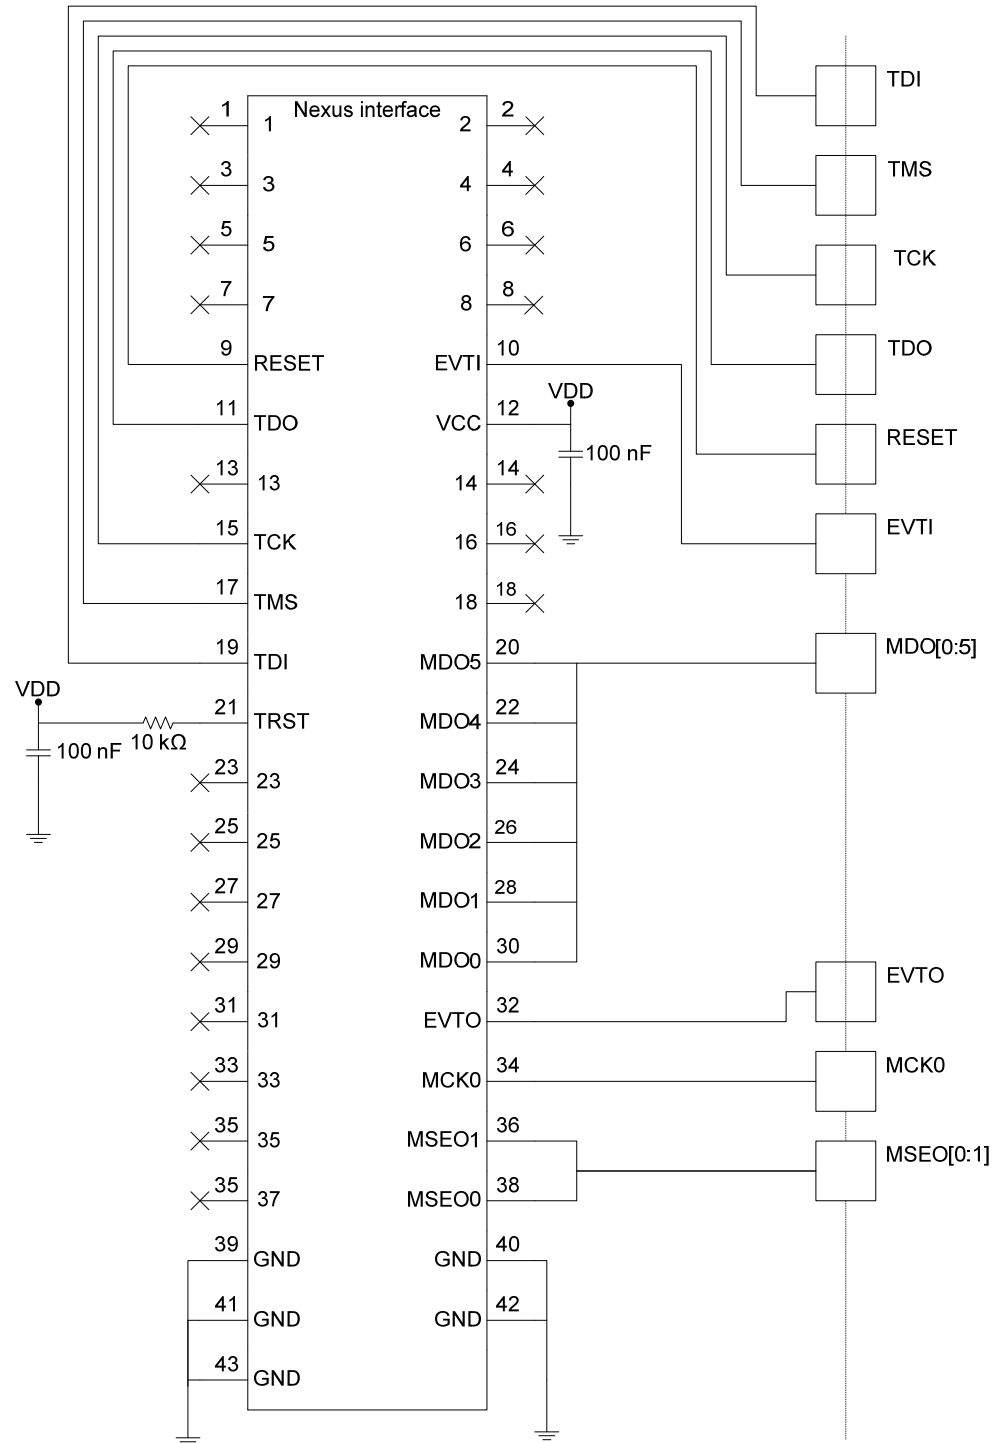 TDI
TMS
TCK
TDO
RESET
EVTI
MDO[0:5]
EVTO
MCK0
MSEO[0:1]
Nexus interface
1 1 2 2
3 3 4 4
5 5 6 6
7 7 8 8
9 RESET EVTI 10
VDD
11 TDO VCC 12
100 nF
13 13 14 14
15 TCK 16 16
17 TMS 18 18
19 TDI MDO5 20
VDD
21 TRST MDO4 22
100 nF 10 kΩ
23 23 MDO3 24
25 25 MDO2 26
27 27 MDO1 28
29 29 MDO0 30
31 31 EVTO 32
33 33 MCK0 34
35 35 MSEO1 36
35 37 MSEO0 38
39 GND GND 40
41 GND GND 42
43 GND